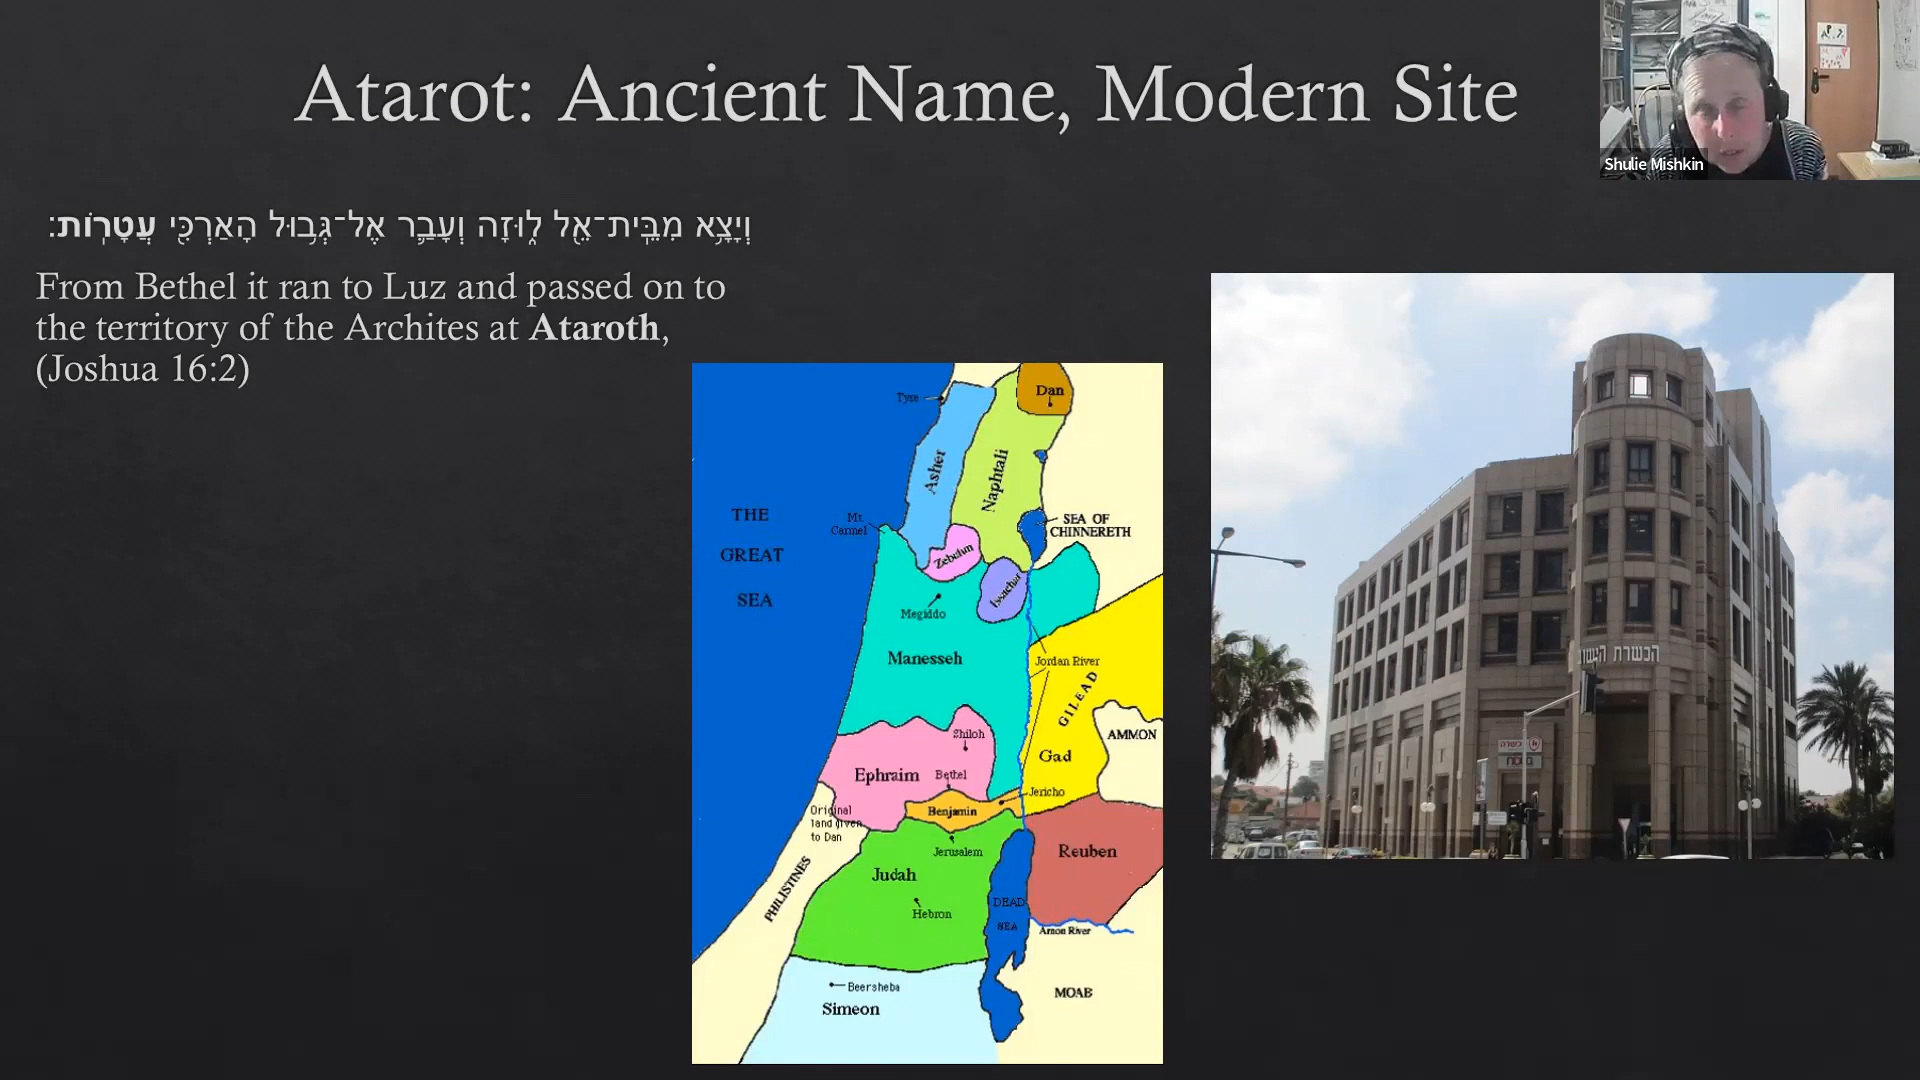 Atarot: Ancient Name, Modern Site
Shulie Mishkin
וְיָצָ֥א מִבֵּֽית־אֵ֖ל ל֑וּזָה וְעָבַ֛ר אֶל־גְּב֥וּל הָאַרְכִּ֖י עֲטָרֽוֹת׃
From Bethel it ran to Luz and passed on to
the territory of the Archites at Ataroth,
(Joshua 16:2)
Dan
Tyre
Asher
Naphtali
THE
GREAT
SEA
Mt.
Carmel
SEA OF
CHINNERETH
Zebulun
Issachar
Megiddo
Manesseh
Jordan River
GILEAD
Shiloh
AMMON
Gad
Ephraim
Bethel
Jericho
Original
land given
to Dan
Benjamin
Jerusalem
Reuben
Judah
PHILISTINES
Hebron
DEAD
SEA
Arnon River
MOAB
Beersheba
Simeon
הכשרת הישוב